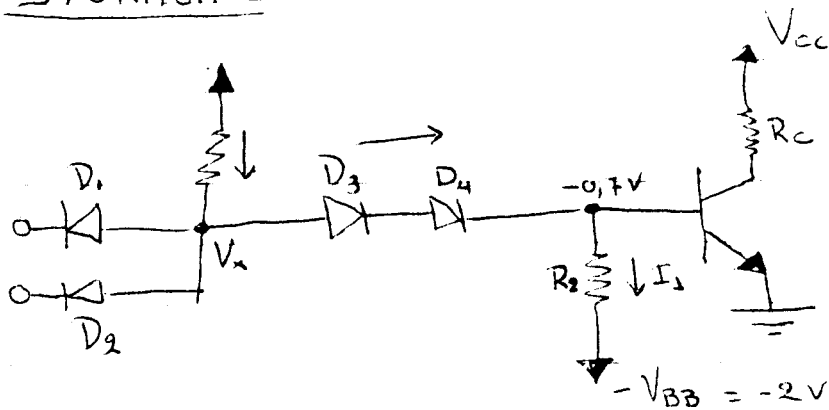 Vcc
Rc
D1
D3
D4
-0,7V
Vx
R2
I1
D2
-VBB = -2V